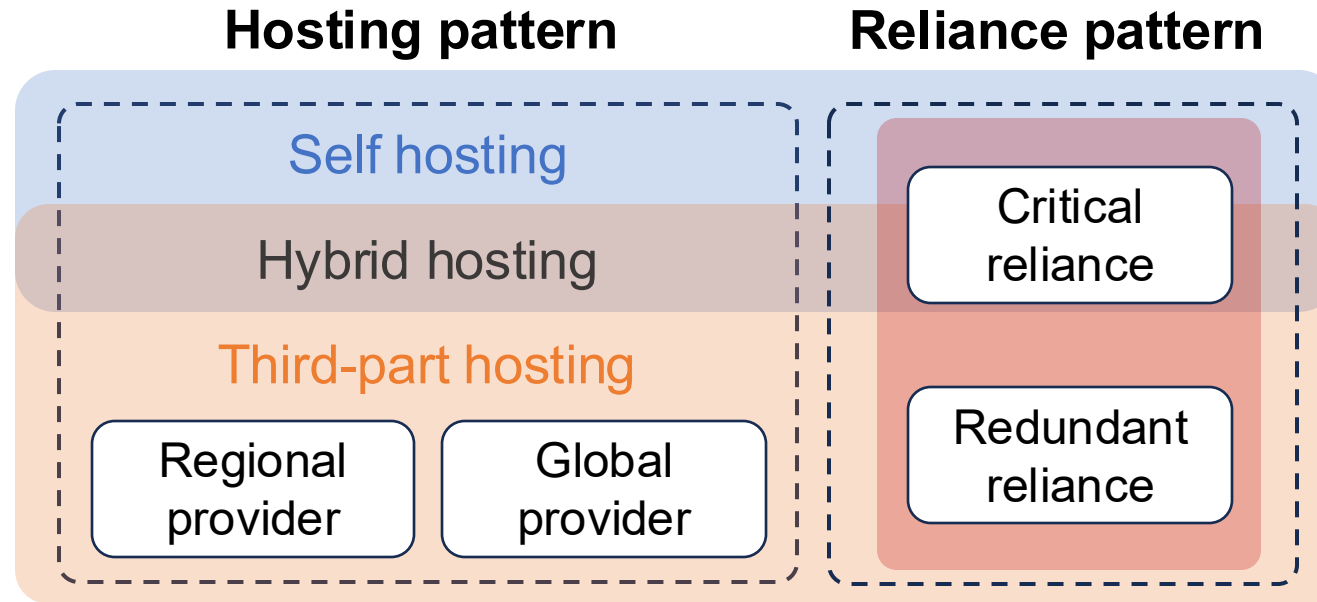 Hosting pattern
Reliance pattern
Self hosting
Hybrid hosting
Third-part hosting
Regional
provider
Global
provider
Critical
reliance
Redundant
reliance